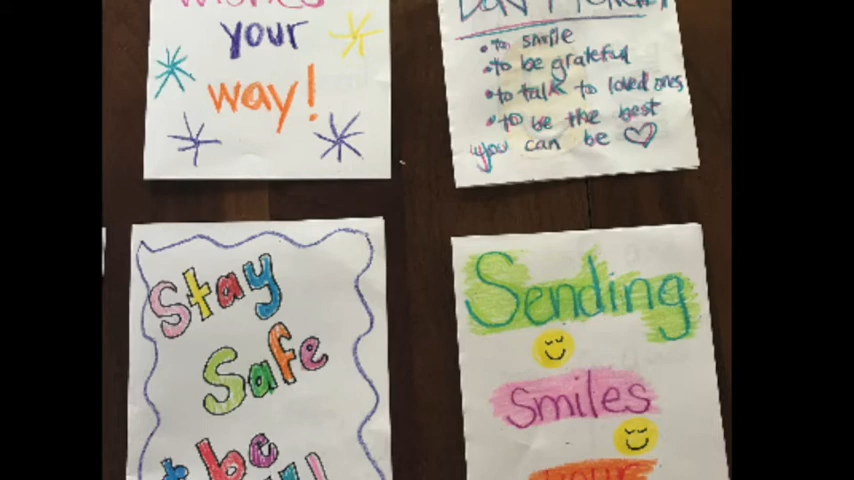 your
way!
• to smile
• to be grateful
• to talk to loved ones
• to be the best
you can be
Stay
Safe
be
Sending
Smiles